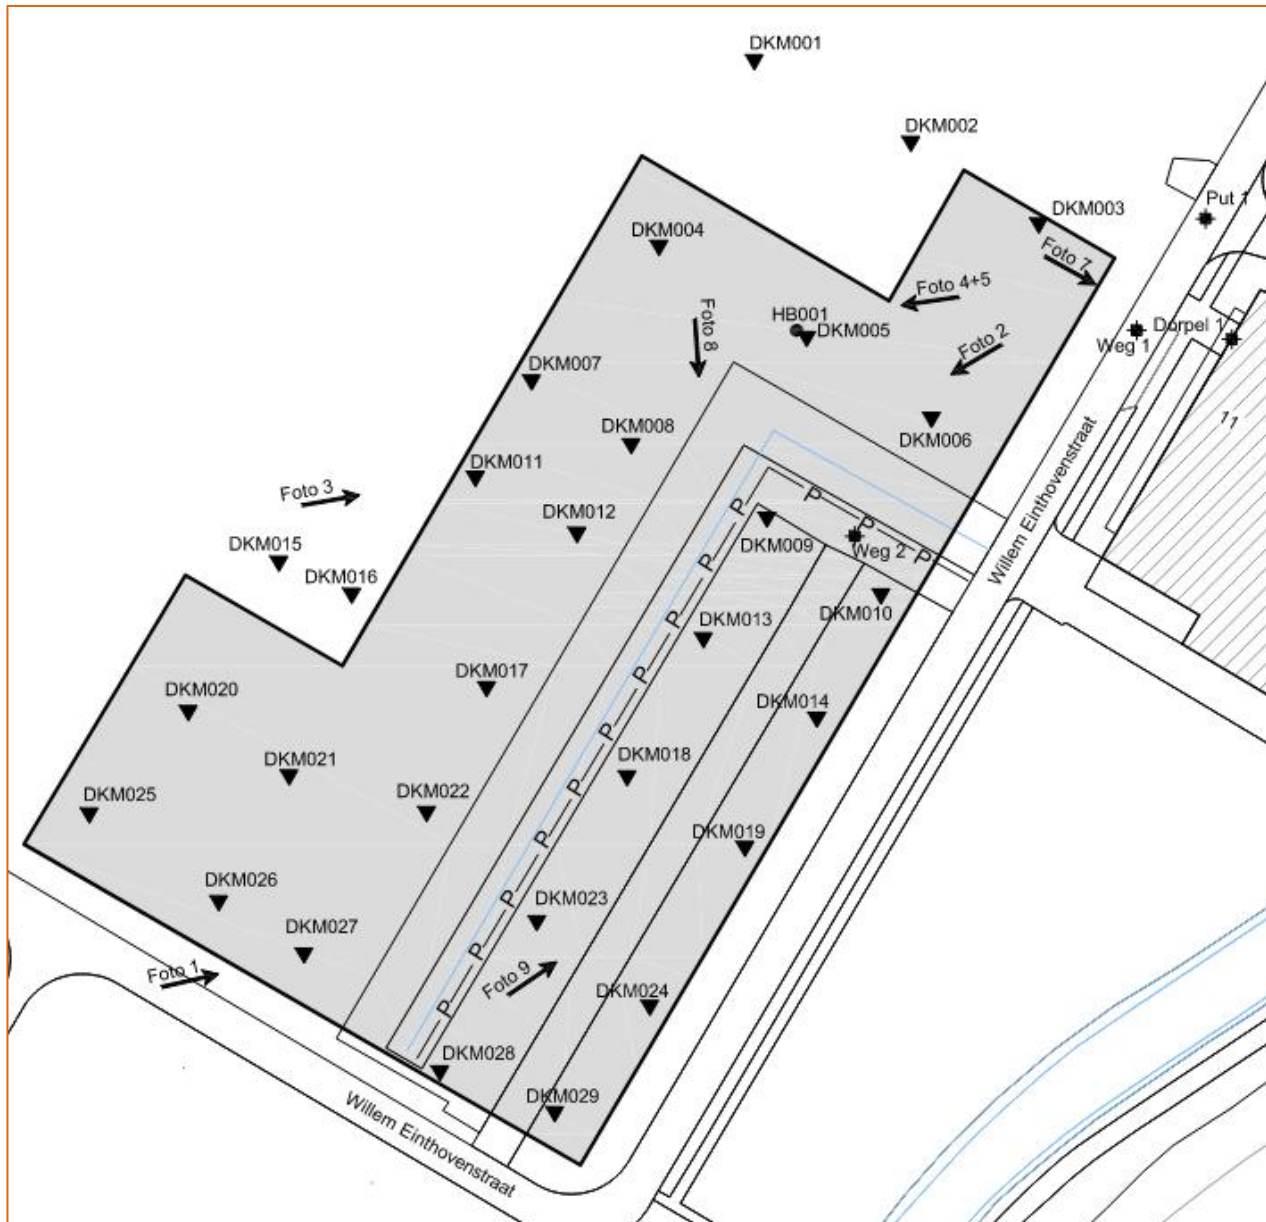 DKM001
DKM002
Put 1
DKM003
DKM004
Foto 7
Foto 4+5
HB001
Foto 8
DKM005
Dorpel 1
Weg 1
Foto 2
DKM007
11
DKM008
DKM006
DKM011
Willem Einthovenstraat
Foto 3
P
P
P
DKM012
DKM009
DKM015
Weg 2
P
P
DKM016
DKM010
P
DKM013
P
DKM017
DKM020
DKM014
P
DKM018
DKM021
P
DKM022
DKM025
DKM019
P
DKM026
P
DKM023
DKM027
P
Foto 1
Foto 9
DKM024
P
DKM028
DKM029
Willem Einthovenstraat